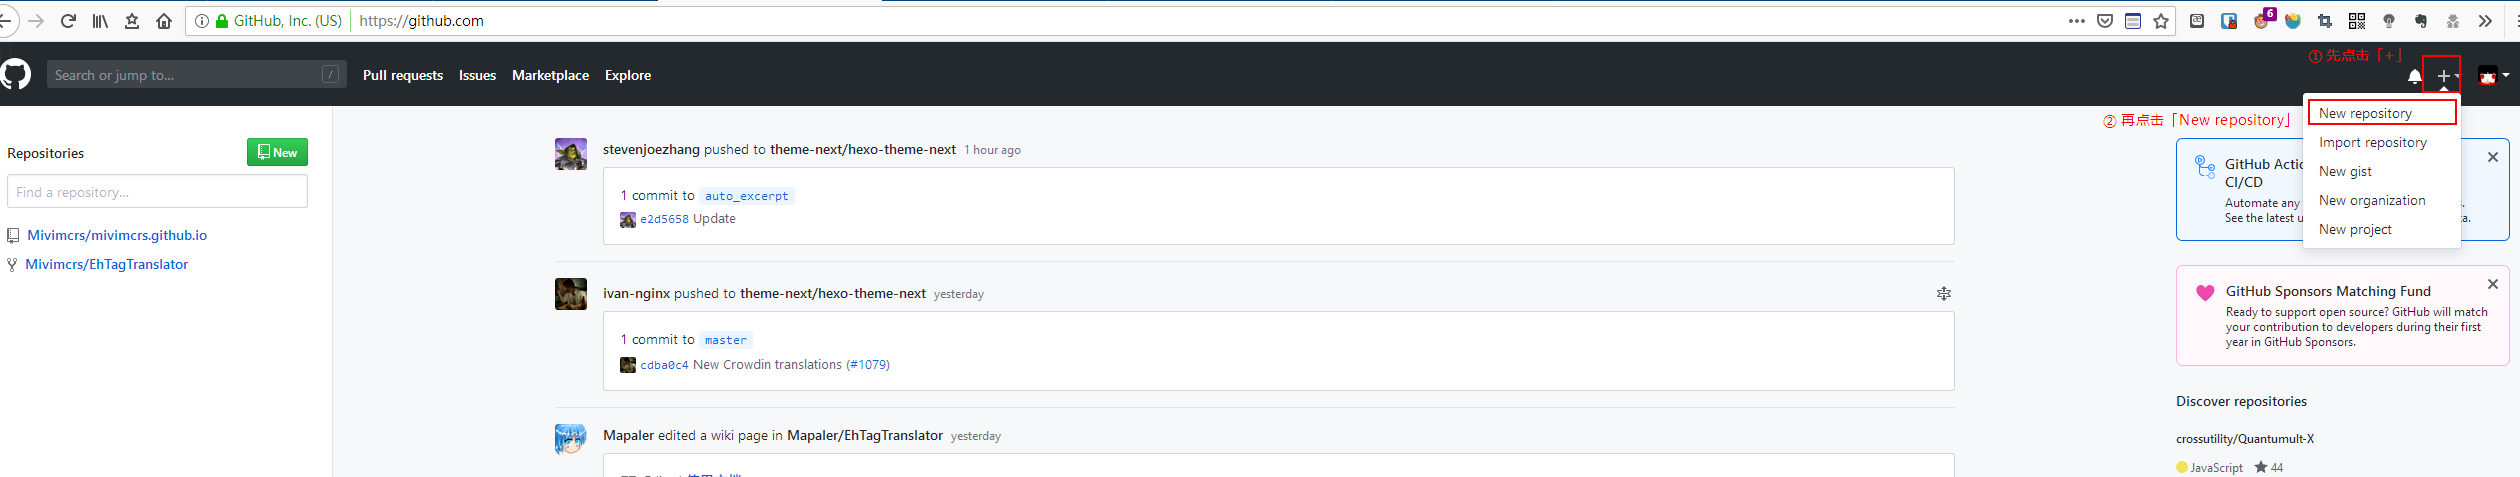 GitHub, Inc. (US) https://github.com
6
① 先点击「+」
Search or jump to... /
Pull requests Issues Marketplace Explore
② 再点击「New repository」
New repository
Import repository
New gist
New organization
New project
Repositories
New
Find a repository...
Mivimcrs/mivimcrs.github.io
Mivimcrs/EhTagTranslator
stevenjoezhang pushed to theme-next/hexo-theme-next 1 hour ago
1 commit to auto_excerpt
e2d5658 Update
ivan-nginx pushed to theme-next/hexo-theme-next yesterday
1 commit to master
cdba0c4 New Crowdin translations (#1079)
Mapaler edited a wiki page in Mapaler/EhTagTranslator yesterday
GitHub Actio
CI/CD
Automate any
See the latest u
GitHub Sponsors Matching Fund
Ready to support open source? GitHub will match
your contribution to developers during their first
year in GitHub Sponsors.
Discover repositories
crossutility/Quantumult-X
JavaScript 44